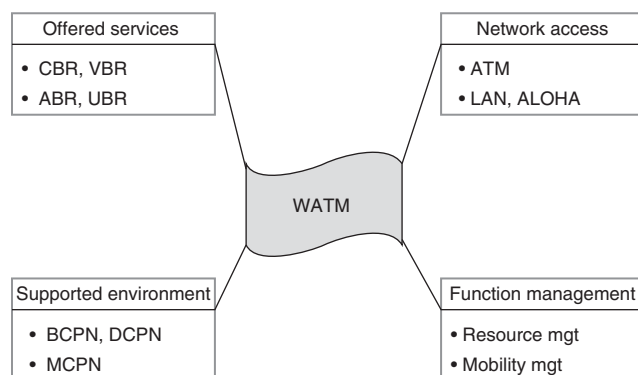 Offered services
• CBR, VBR
• ABR, UBR
Network access
• ATM
• LAN, ALOHA
WATM
Supported environment
• BCPN, DCPN
• MCPN
Function management
• Resource mgt
• Mobility mgt